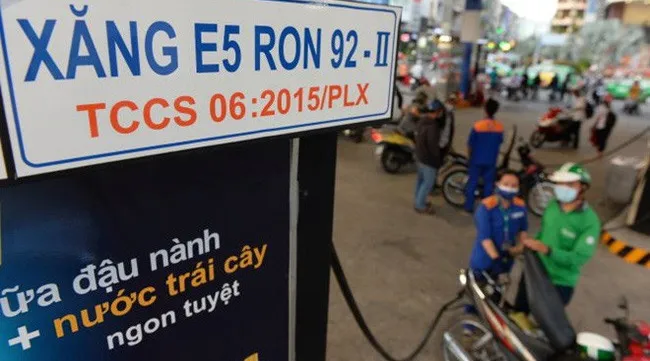 XĂNG E5 RON 92 - II
TCCS 06:2015/PLX
ữa đậu nành
+ nước trái cây
ngon tuyệt